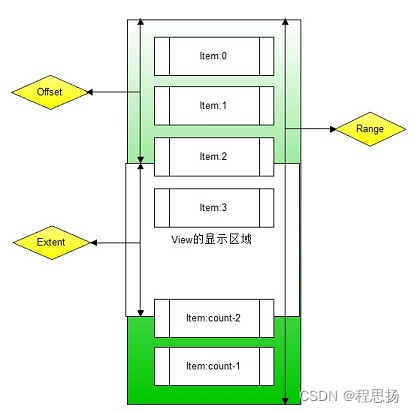 Item:0
Offset
Item:1
Range
Item:2
Item:3
View的显示区域
Extent
Item:count-2
Item:count-1
CSDN @程思扬